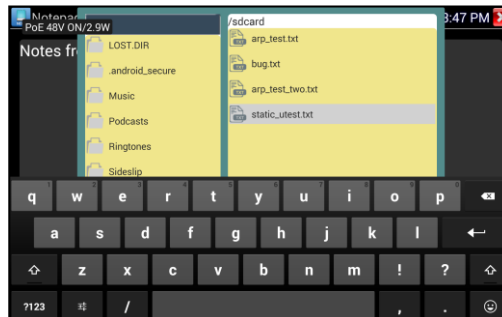 Notepad
3:47 PM
PoE 48V ON/2.9W
Notes fr
LOST.DIR
.android_secure
Music
Podcasts
Ringtones
Sideslip
/sdcard
arp_test.txt
bug.txt
arp_test_two.txt
static_utest.txt
q w e r t y u i o p
a s d f g h j k l
z x c v b n m ! ?
?123 / , .